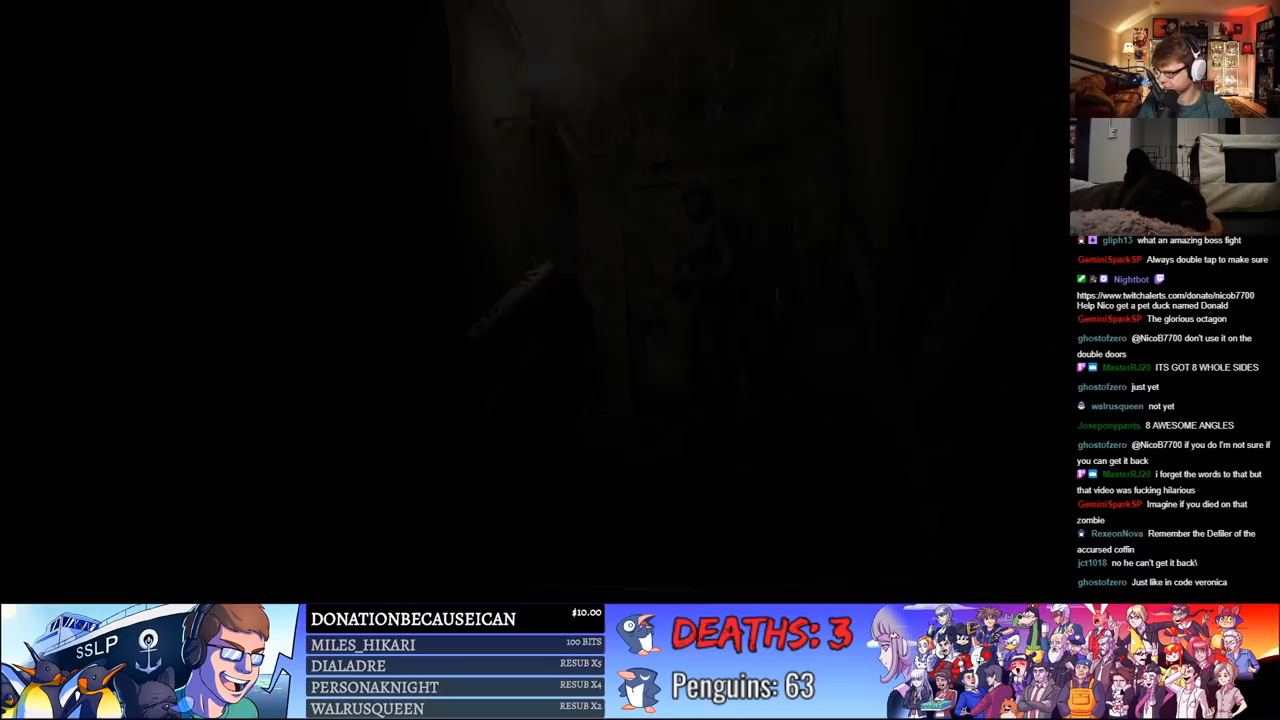 gliph13 what an amazing boss fight
GeminiSparkSP Always double tap to make sure
Nightbot
https://www.twitchalerts.com/donate/nicob7700
Help Nico get a pet duck named Donald
GeminiSparkSP The glorious octagon
ghostofzero @NicoB7700 don't use it on the
double doors
MasterRJ20 ITS GOT 8 WHOLE SIDES
ghostofzero just yet
walrusqueen not yet
Joseponypants 8 AWESOME ANGLES
ghostofzero @NicoB7700 if you do I'm not sure if
you can get it back
MasterRJ20 i forget the words to that but
that video was fucking hilarious
GeminiSparkSP Imagine if you died on that
zombie
RexeonNova Remember the Defiler of the
accursed coffin
jct1018 no he can't get it back\
ghostofzero Just like in code veronica
SSLP
DONATIONBECAUSEICAN $10.00
MILES_HIKARI 100 BITS
DIALADRE RESUB X5
PERSONAKNIGHT RESUB X4
WALRUSQUEEN RESUB X2
DEATHS: 3
Penguins: 63